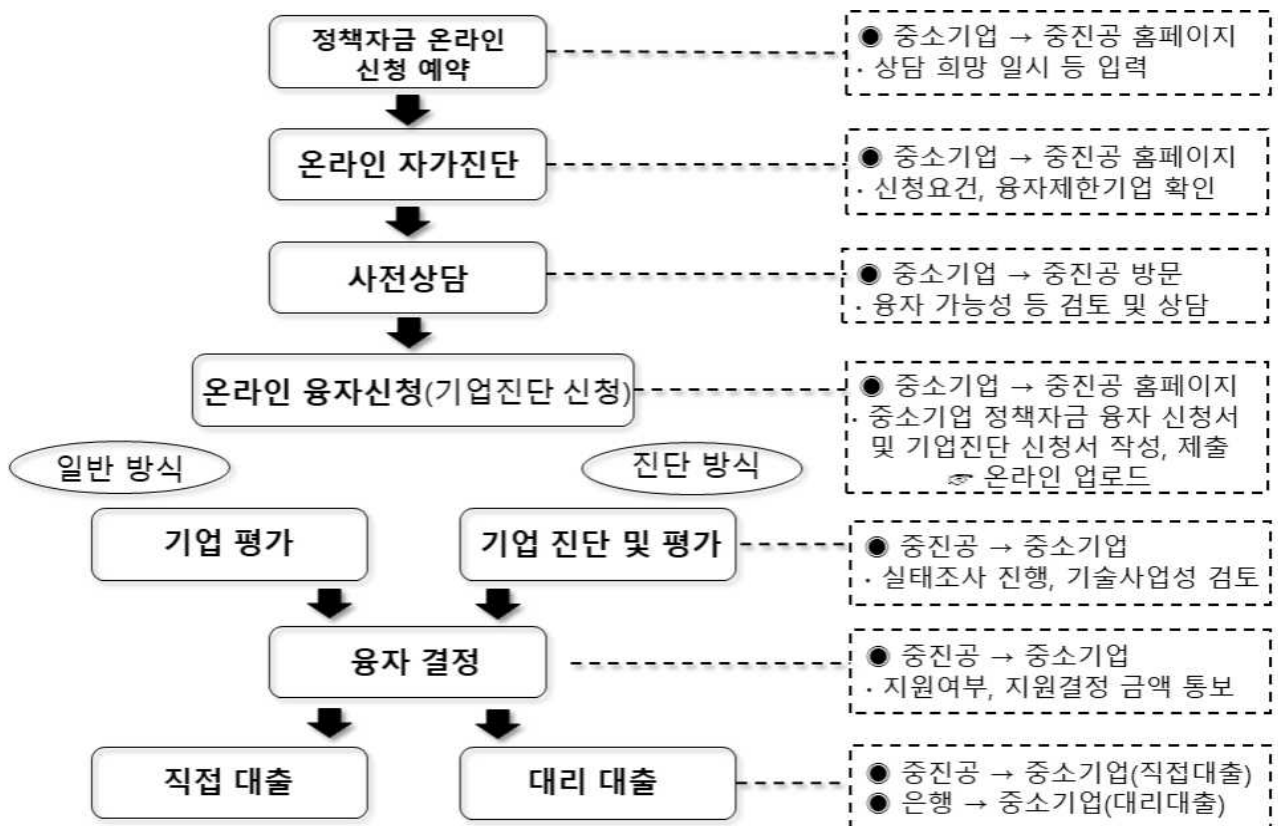 정책자금 온라인
신청 예약
◉ 중소기업 → 중진공 홈페이지
· 상담 희망 일시 등 입력
온라인 자가진단
◉ 중소기업 → 중진공 홈페이지
· 신청요건, 융자제한기업 확인
사전상담
◉ 중소기업 → 중진공 방문
· 융자 가능성 등 검토 및 상담
온라인 융자신청(기업진단 신청)
◉ 중소기업 → 중진공 홈페이지
· 중소기업 정책자금 융자 신청서
및 기업진단 신청서 작성, 제출
☞ 온라인 업로드
일반 방식
진단 방식
기업 평가
기업 진단 및 평가
◉ 중진공 → 중소기업
· 실태조사 진행, 기술사업성 검토
융자 결정
◉ 중진공 → 중소기업
· 지원여부, 지원결정 금액 통보
직접 대출
대리 대출
◉ 중진공 → 중소기업(직접대출)
◉ 은행 → 중소기업(대리대출)